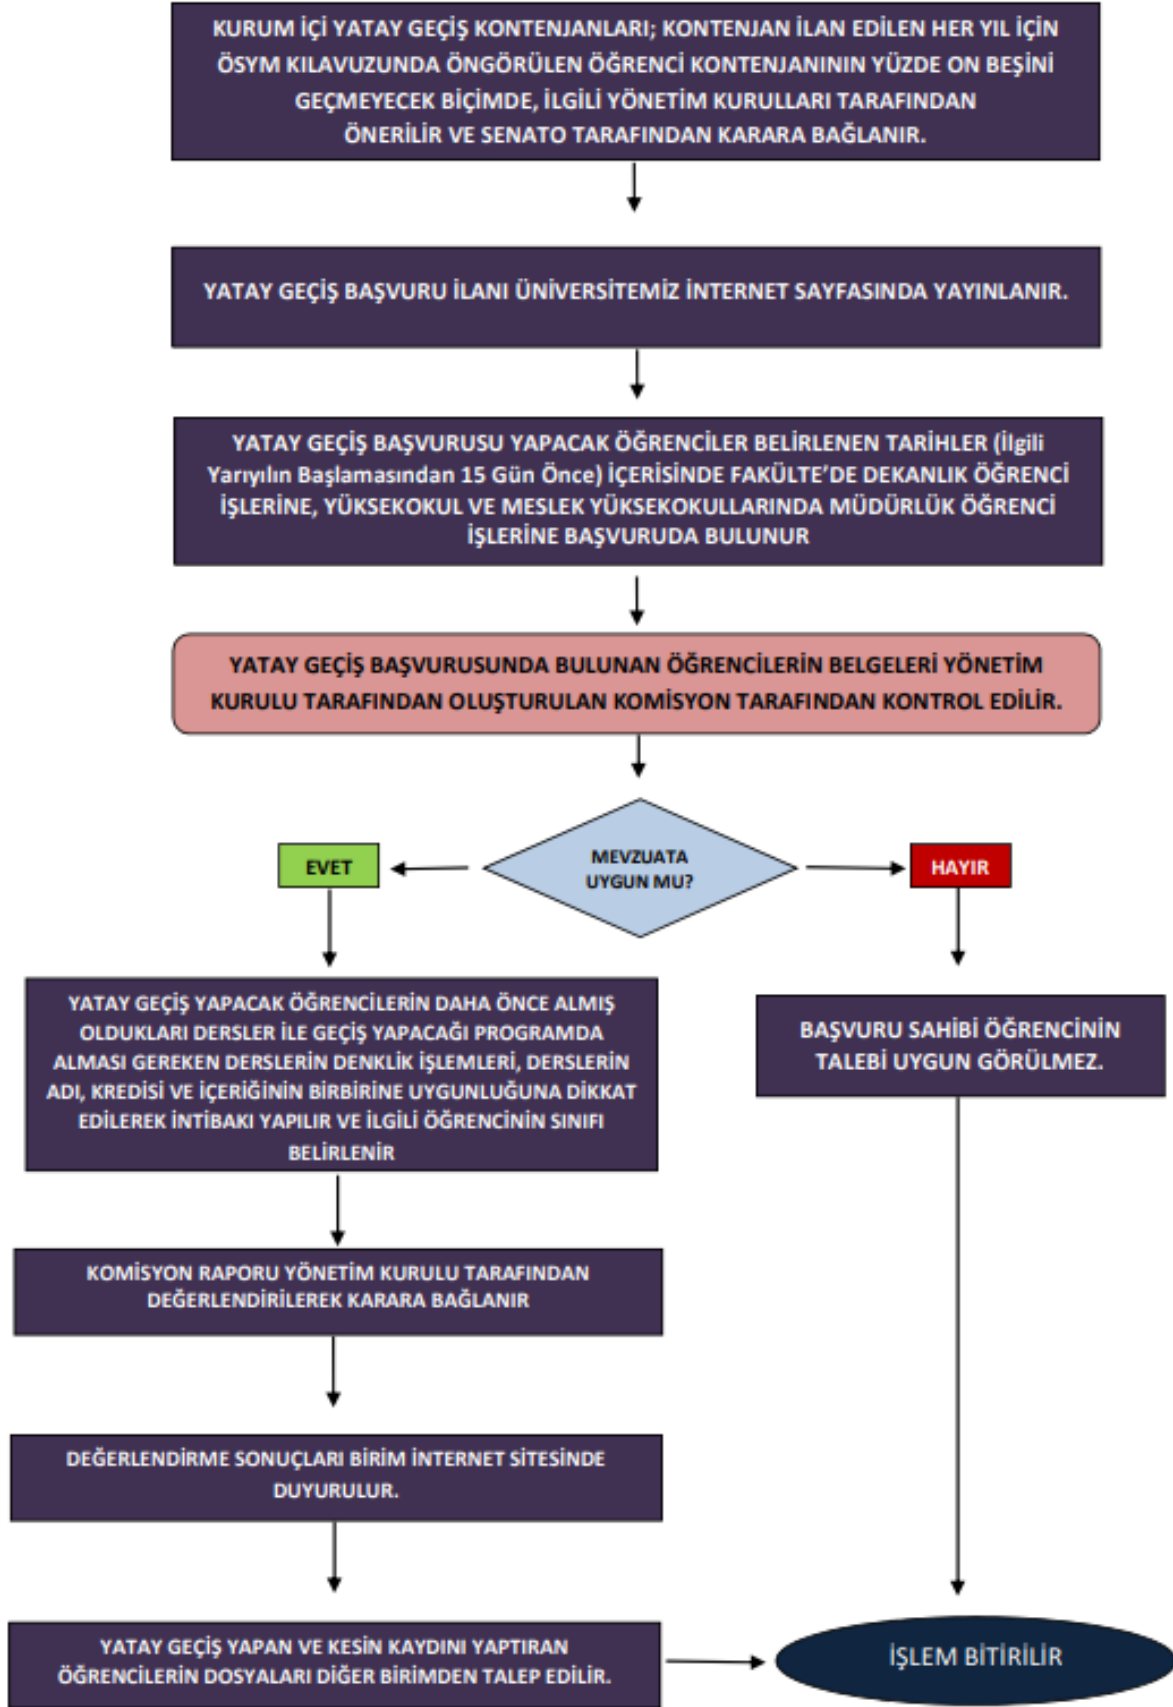 KURUM İÇİ YATAY GEÇİŞ KONTENJANLARI; KONTENJAN İLAN EDİLEN HER YIL İÇİN
ÖSYM KILAVUZUNDA ÖNGÖRÜLEN ÖĞRENCİ KONTENJANININ YÜZDE ON BEŞİNİ
GEÇMEYECEK BİÇİMDE, İLGİLİ YÖNETİM KURULLARI TARAFINDAN
ÖNERİLİR VE SENATO TARAFINDAN KARARA BAĞLANIR.
YATAY GEÇİŞ BAŞVURU İLANI ÜNİVERSİTEMİZ İNTERNET SAYFASINDA YAYINLANIR.
YATAY GEÇİŞ BAŞVURUSU YAPACAK ÖĞRENCİLER BELİRLENEN TARİHLER (İlgili
Yarıyılın Başlamasından 15 Gün Önce) İÇERİSİNDE FAKÜLTE'DE DEKANLIK ÖĞRENCİ
İŞLERİNE, YÜKSEKOKUL VE MESLEK YÜKSEKOKULLARINDA MÜDÜRLÜK ÖĞRENCİ
İŞLERİNE BAŞVURUDA BULUNUR
YATAY GEÇİŞ BAŞVURUSUNDA BULUNAN ÖĞRENCİLERİN BELGELERİ YÖNETİM
KURULU TARAFINDAN OLUŞTURULAN KOMİSYON TARAFINDAN KONTROL EDİLİR.
MEVZUATA
UYGUN MU?
EVET
HAYIR
YATAY GEÇİŞ YAPACAK ÖĞRENCİLERİN DAHA ÖNCE ALMIŞ
OLDUKLARI DERSLER İLE GEÇİŞ YAPACAĞI PROGRAMDA
ALMASI GEREKEN DERSLERİN DENKLİK İŞLEMLERİ, DERSLERİN
ADI, KREDİSİ VE İÇERİĞİNİN BİRBİRİNE UYGUNLUĞUNA DİKKAT
EDİLEREK İNTİBAKI YAPILIR VE İLGİLİ ÖĞRENCİNİN SINIFI
BELİRLENİR
BAŞVURU SAHİBİ ÖĞRENCİNİN
TALEBİ UYGUN GÖRÜLMEZ.
KOMİSYON RAPORU YÖNETİM KURULU TARAFINDAN
DEĞERLENDİRİLEREK KARARA BAĞLANIR
DEĞERLENDİRME SONUÇLARI BİRİM İNTERNET SİTESİNDE
DUYURULUR.
YATAY GEÇİŞ YAPAN VE KESİN KAYDINI YAPTIRAN
ÖĞRENCİLERİN DOSYALARI DİĞER BİRİMDEN TALEP EDİLİR.
İŞLEM BİTİRİLİR